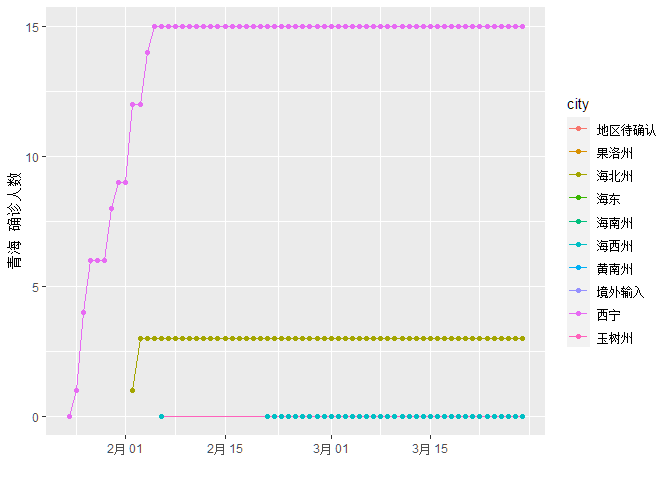 15
10
5
0
青海 确诊人数
2月 01
2月 15
3月 01
3月 15
city
地区待确认
果洛州
海北州
海东
海南州
海西州
黄南州
境外输入
西宁
玉树州